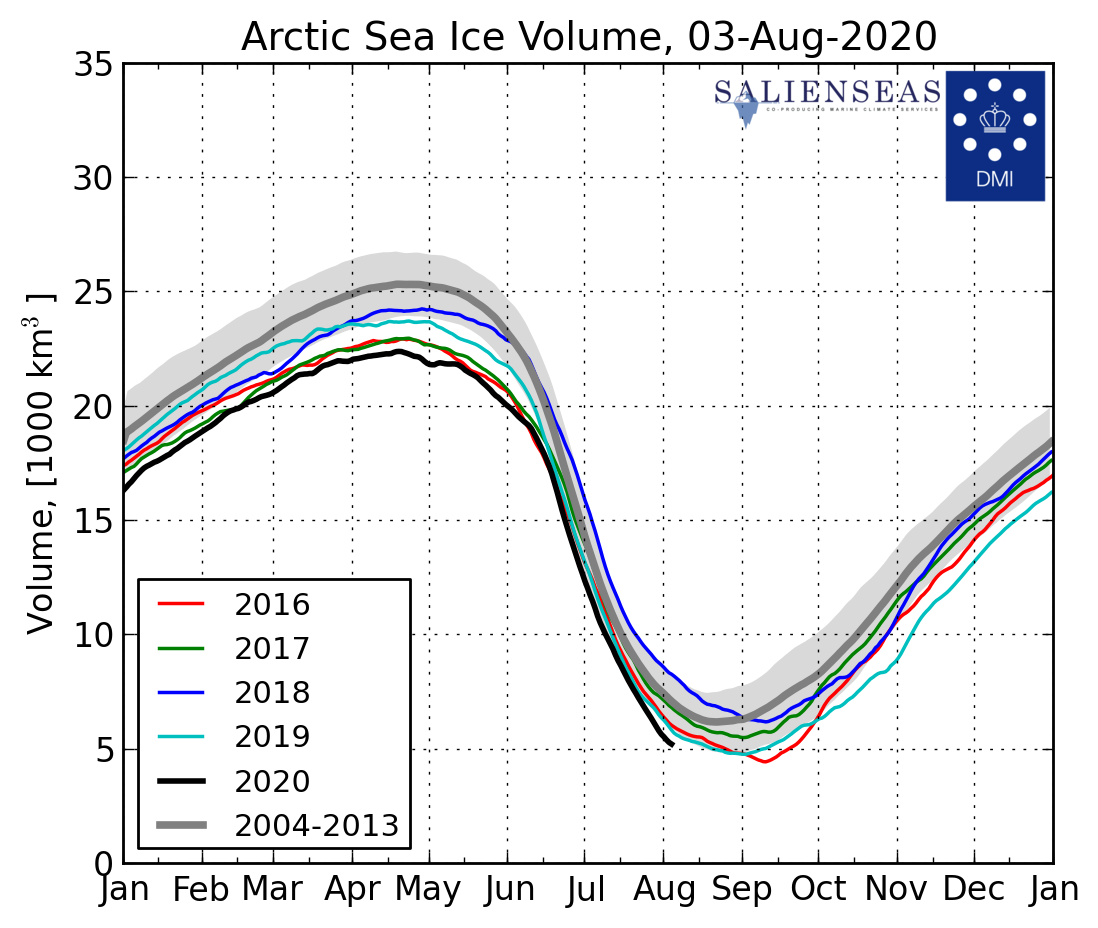 Arctic Sea Ice Volume, 03-Aug-2020
35
30
25
20
15
10
5
0
Volume, [1000 km³ ]
SALIENSEAS
CO-PRODUCING MARINE CLIMATE SERVICES
DMI
2016
2017
2018
2019
2020
2004-2013
Jan Feb Mar Apr May Jun Jul Aug Sep Oct Nov Dec Jan